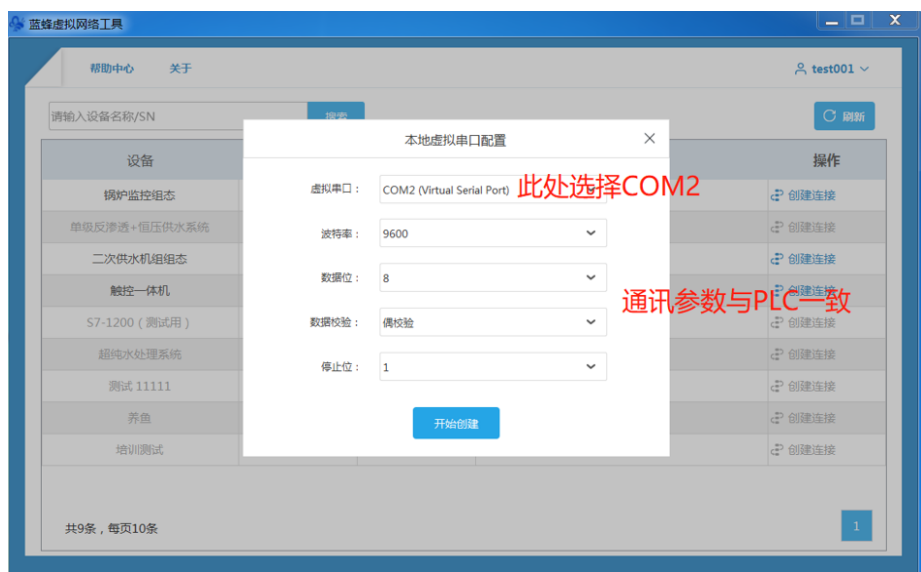 蓝蜂虚拟网络工具
帮助中心 关于 test001
请输入设备名称/SN 搜索 刷新
本地虚拟串口配置
设备 操作
虚拟串口： COM2 (Virtual Serial Port) 此处选择COM2
锅炉监控组态 创建连接
单级反渗透+恒压供水系统 创建连接
波特率： 9600
二次供水机组组态 创建连接
数据位： 8
触控一体机 创建连接
通讯参数与PLC一致
S7-1200（测试用） 创建连接
数据校验： 偶校验
超纯水处理系统 创建连接
停止位： 1
测试 11111 创建连接
养鱼 创建连接
开始创建
培训测试 创建连接
共9条，每页10条 1